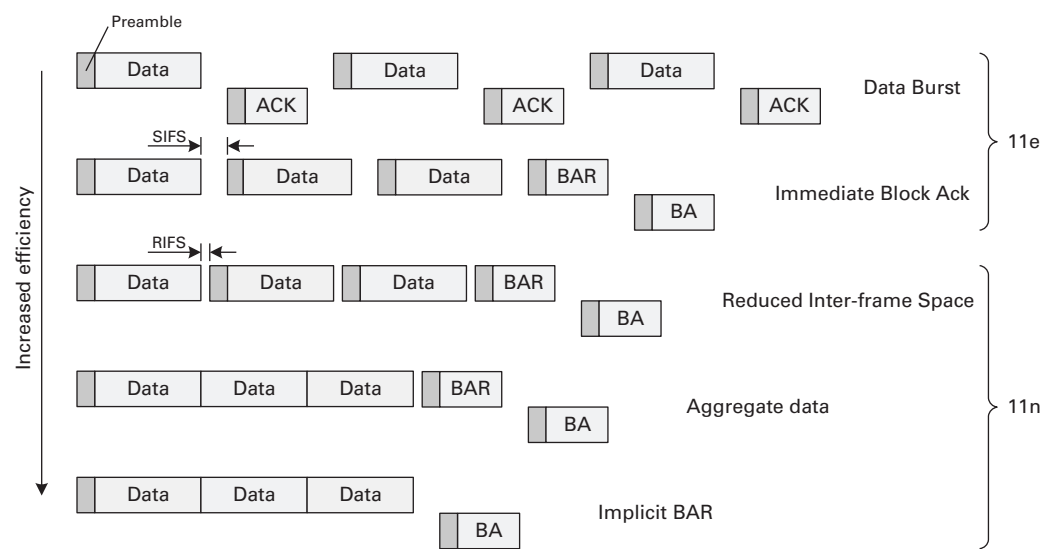 Preamble
Data Data Data
Data Burst
ACK ACK ACK
11e
SIFS
Data Data Data BAR
Immediate Block Ack
BA
Increased efficiency
RIFS
Data Data Data BAR
Reduced Inter-frame Space
BA
Data Data Data BAR
Aggregate data
11n
BA
Data Data Data
Implicit BAR
BA